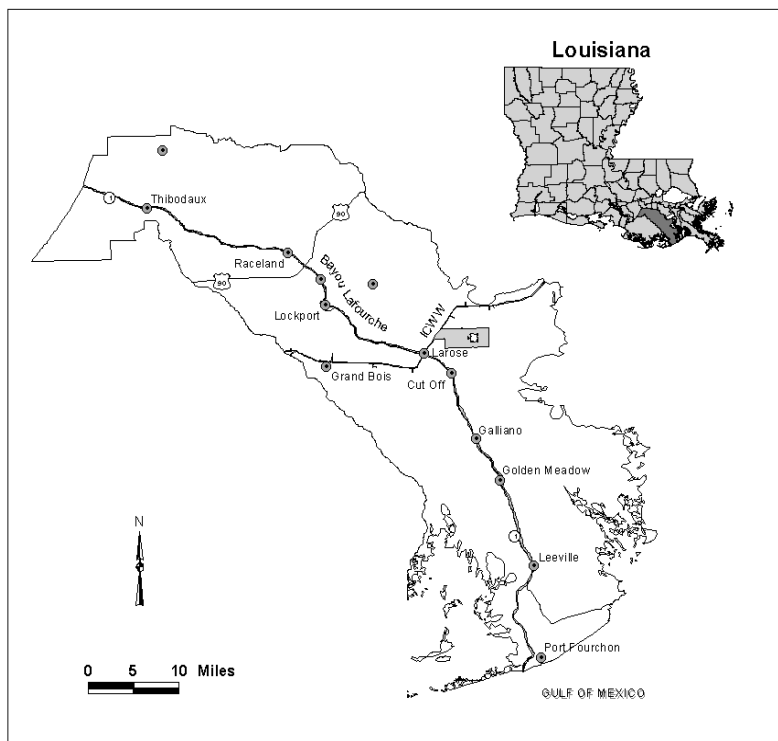 Louisiana
1
Thibodaux
90
Raceland
Bayou Lafourche
90
Lockport
ICWW
Larose
Grand Bois
Cut Off
Galliano
Golden Meadow
N
1
Leeville
Port Fourchon
0 5 10 Miles
GULF OF MEXICO